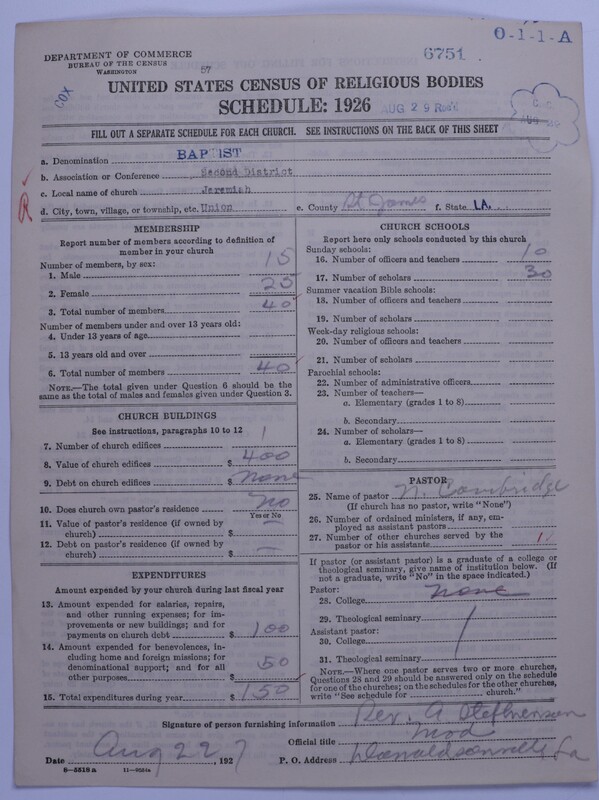 O-1-1-A
6751
DEPARTMENT OF COMMERCE
BUREAU OF THE CENSUS
WASHINGTON
57
COX
UNITED STATES CENSUS OF RELIGIOUS BODIES
SCHEDULE: 1926
AUG 29 Rec'd
FILL OUT A SEPARATE SCHEDULE FOR EACH CHURCH. SEE INSTRUCTIONS ON THE BACK OF THIS SHEET
a. Denomination BAPTIST
b. Association or Conference Second District
c. Local name of church Jeremiah
R
d. City, town, village, or township, etc. Union e. County St James f. State LA.
MEMBERSHIP
Report number of members according to definition of
member in your church
Number of members, by sex:
1. Male 15
2. Female 25
3. Total number of members 40
Number of members under and over 13 years old:
4. Under 13 years of age
5. 13 years old and over
6. Total number of members 40
NOTE.—The total given under Question 6 should be
the same as the total of males and females given under Question 3.
CHURCH BUILDINGS
See instructions, paragraphs 10 to 12
7. Number of church edifices 1
8. Value of church edifices $ 400
9. Debt on church edifices $ none
10. Does church own pastor's residence no
Yes or No
11. Value of pastor's residence (if owned by
church) $ —
12. Debt on pastor's residence (if owned by
church) $ —
EXPENDITURES
Amount expended by your church during last fiscal year
13. Amount expended for salaries, repairs,
and other running expenses; for im-
provements or new buildings; and for
payments on church debt $ 100
14. Amount expended for benevolences, in-
cluding home and foreign missions; for
denominational support; and for all
other purposes $ 50
15. Total expenditures during year $ 150
CHURCH SCHOOLS
Report here only schools conducted by this church
Sunday schools:
16. Number of officers and teachers 10
17. Number of scholars 30
Summer vacation Bible schools:
18. Number of officers and teachers
19. Number of scholars
Week-day religious schools:
20. Number of officers and teachers
21. Number of scholars
Parochial schools:
22. Number of administrative officers
23. Number of teachers—
a. Elementary (grades 1 to 8)
b. Secondary
24. Number of scholars—
a. Elementary (grades 1 to 8)
b. Secondary
PASTOR
25. Name of pastor N. Cambridge
(If church has no pastor, write "None")
26. Number of ordained ministers, if any, em-
ployed as assistant pastors
27. Number of other churches served by the
pastor or his assistants
If pastor (or assistant pastor) is a graduate of a college or
theological seminary, give name of institution below. (If
not a graduate, write "No" in the space indicated.)
Pastor:
28. College none
29. Theological seminary
Assistant pastor:
30. College
31. Theological seminary
NOTE.—Where one pastor serves two or more churches,
Questions 28 and 29 should be answered only on the schedule
for one of the churches; on the schedules for the other churches,
write "See schedule for church."
Signature of person furnishing information Rev. A Stephenson
Official title Mod
Date Aug 22, 1927 P. O. Address Donaldsonville La
8-5518a 11-9051a